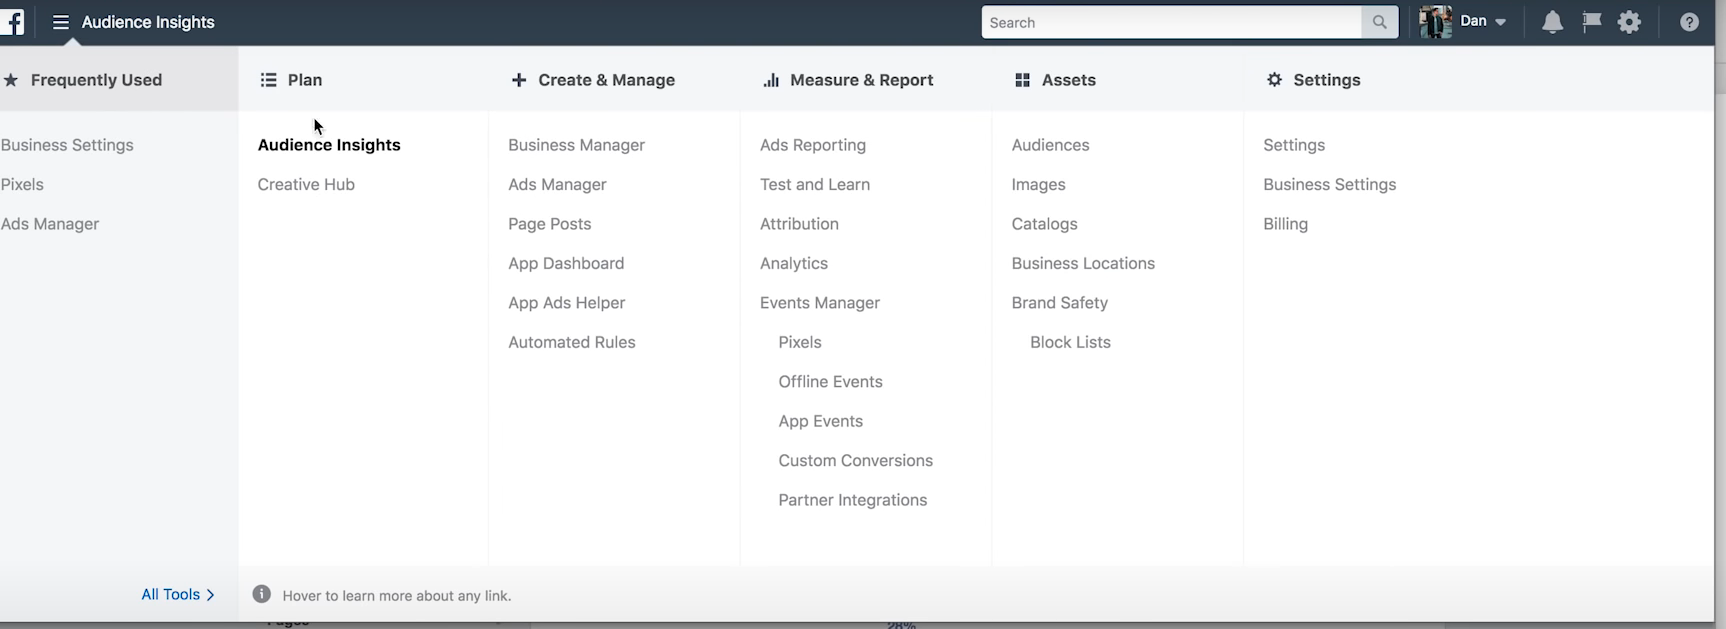 Audience Insights
Search
Dan
Frequently Used
Business Settings
Pixels
Ads Manager
All Tools
Plan
Audience Insights
Creative Hub
Create & Manage
Business Manager
Ads Manager
Page Posts
App Dashboard
App Ads Helper
Automated Rules
Measure & Report
Ads Reporting
Test and Learn
Attribution
Analytics
Events Manager
Pixels
Offline Events
App Events
Custom Conversions
Partner Integrations
Assets
Audiences
Images
Catalogs
Business Locations
Brand Safety
Block Lists
Settings
Settings
Business Settings
Billing
Hover to learn more about any link.
Pages
28%